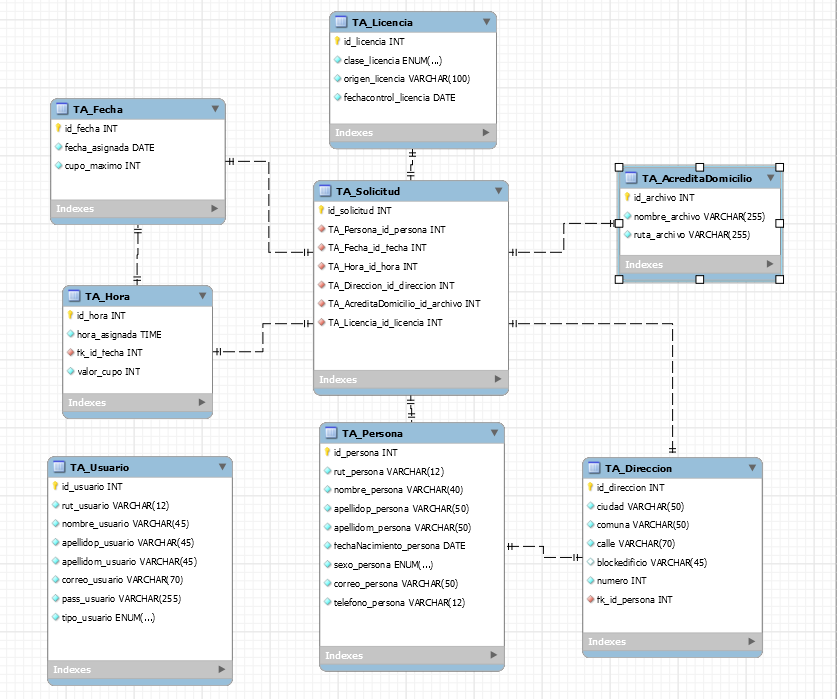 TA_Licencia
id_licencia INT
clase_licencia ENUM(...)
origen_licencia VARCHAR(100)
fechacontrol_licencia DATE
Indexes
TA_Fecha
id_fecha INT
fecha_asignada DATE
cupo_maximo INT
Indexes
TA_Solicitud
id_solicitud INT
TA_Persona_id_persona INT
TA_Fecha_id_fecha INT
TA_Hora_id_hora INT
TA_Direccion_id_direccion INT
TA_AcreditaDomicilio_id_archivo INT
TA_Licencia_id_licencia INT
Indexes
TA_AcreditaDomicilio
id_archivo INT
nombre_archivo VARCHAR(255)
ruta_archivo VARCHAR(255)
Indexes
TA_Hora
id_hora INT
hora_asignada TIME
fk_id_fecha INT
valor_cupo INT
Indexes
TA_Usuario
id_usuario INT
rut_usuario VARCHAR(12)
nombre_usuario VARCHAR(45)
apellidop_usuario VARCHAR(45)
apellidom_usuario VARCHAR(45)
correo_usuario VARCHAR(70)
pass_usuario VARCHAR(255)
tipo_usuario ENUM(...)
Indexes
TA_Persona
id_persona INT
rut_persona VARCHAR(12)
nombre_persona VARCHAR(40)
apellidop_persona VARCHAR(50)
apellidom_persona VARCHAR(50)
fechaNacimiento_persona DATE
sexo_persona ENUM(...)
correo_persona VARCHAR(50)
telefono_persona VARCHAR(12)
Indexes
TA_Direccion
id_direccion INT
ciudad VARCHAR(50)
comuna VARCHAR(50)
calle VARCHAR(70)
blockedificio VARCHAR(45)
numero INT
fk_id_persona INT
Indexes